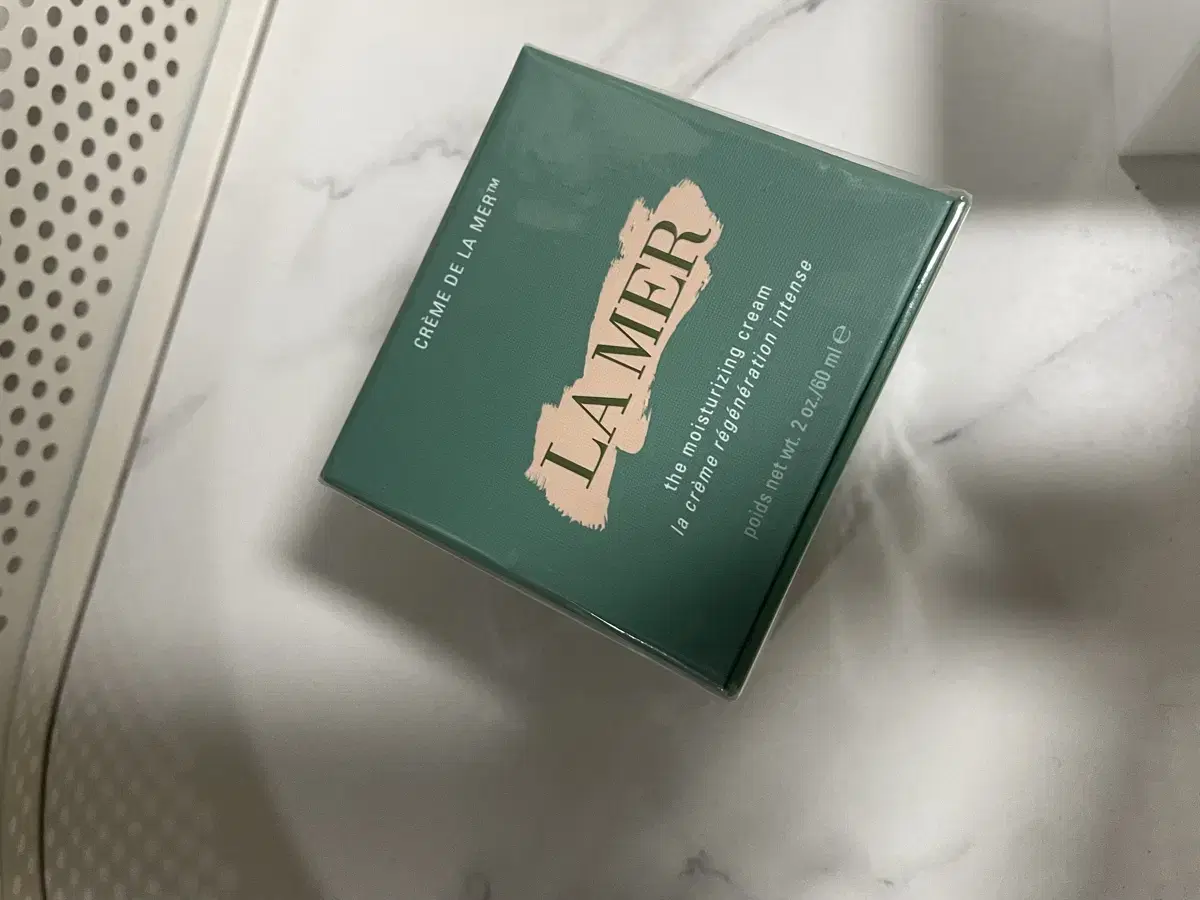 CRÈME DE LA MER™
LA MER
the moisturizing cream
la crème régénération intense
poids net wt. 2 oz./60 ml ℮